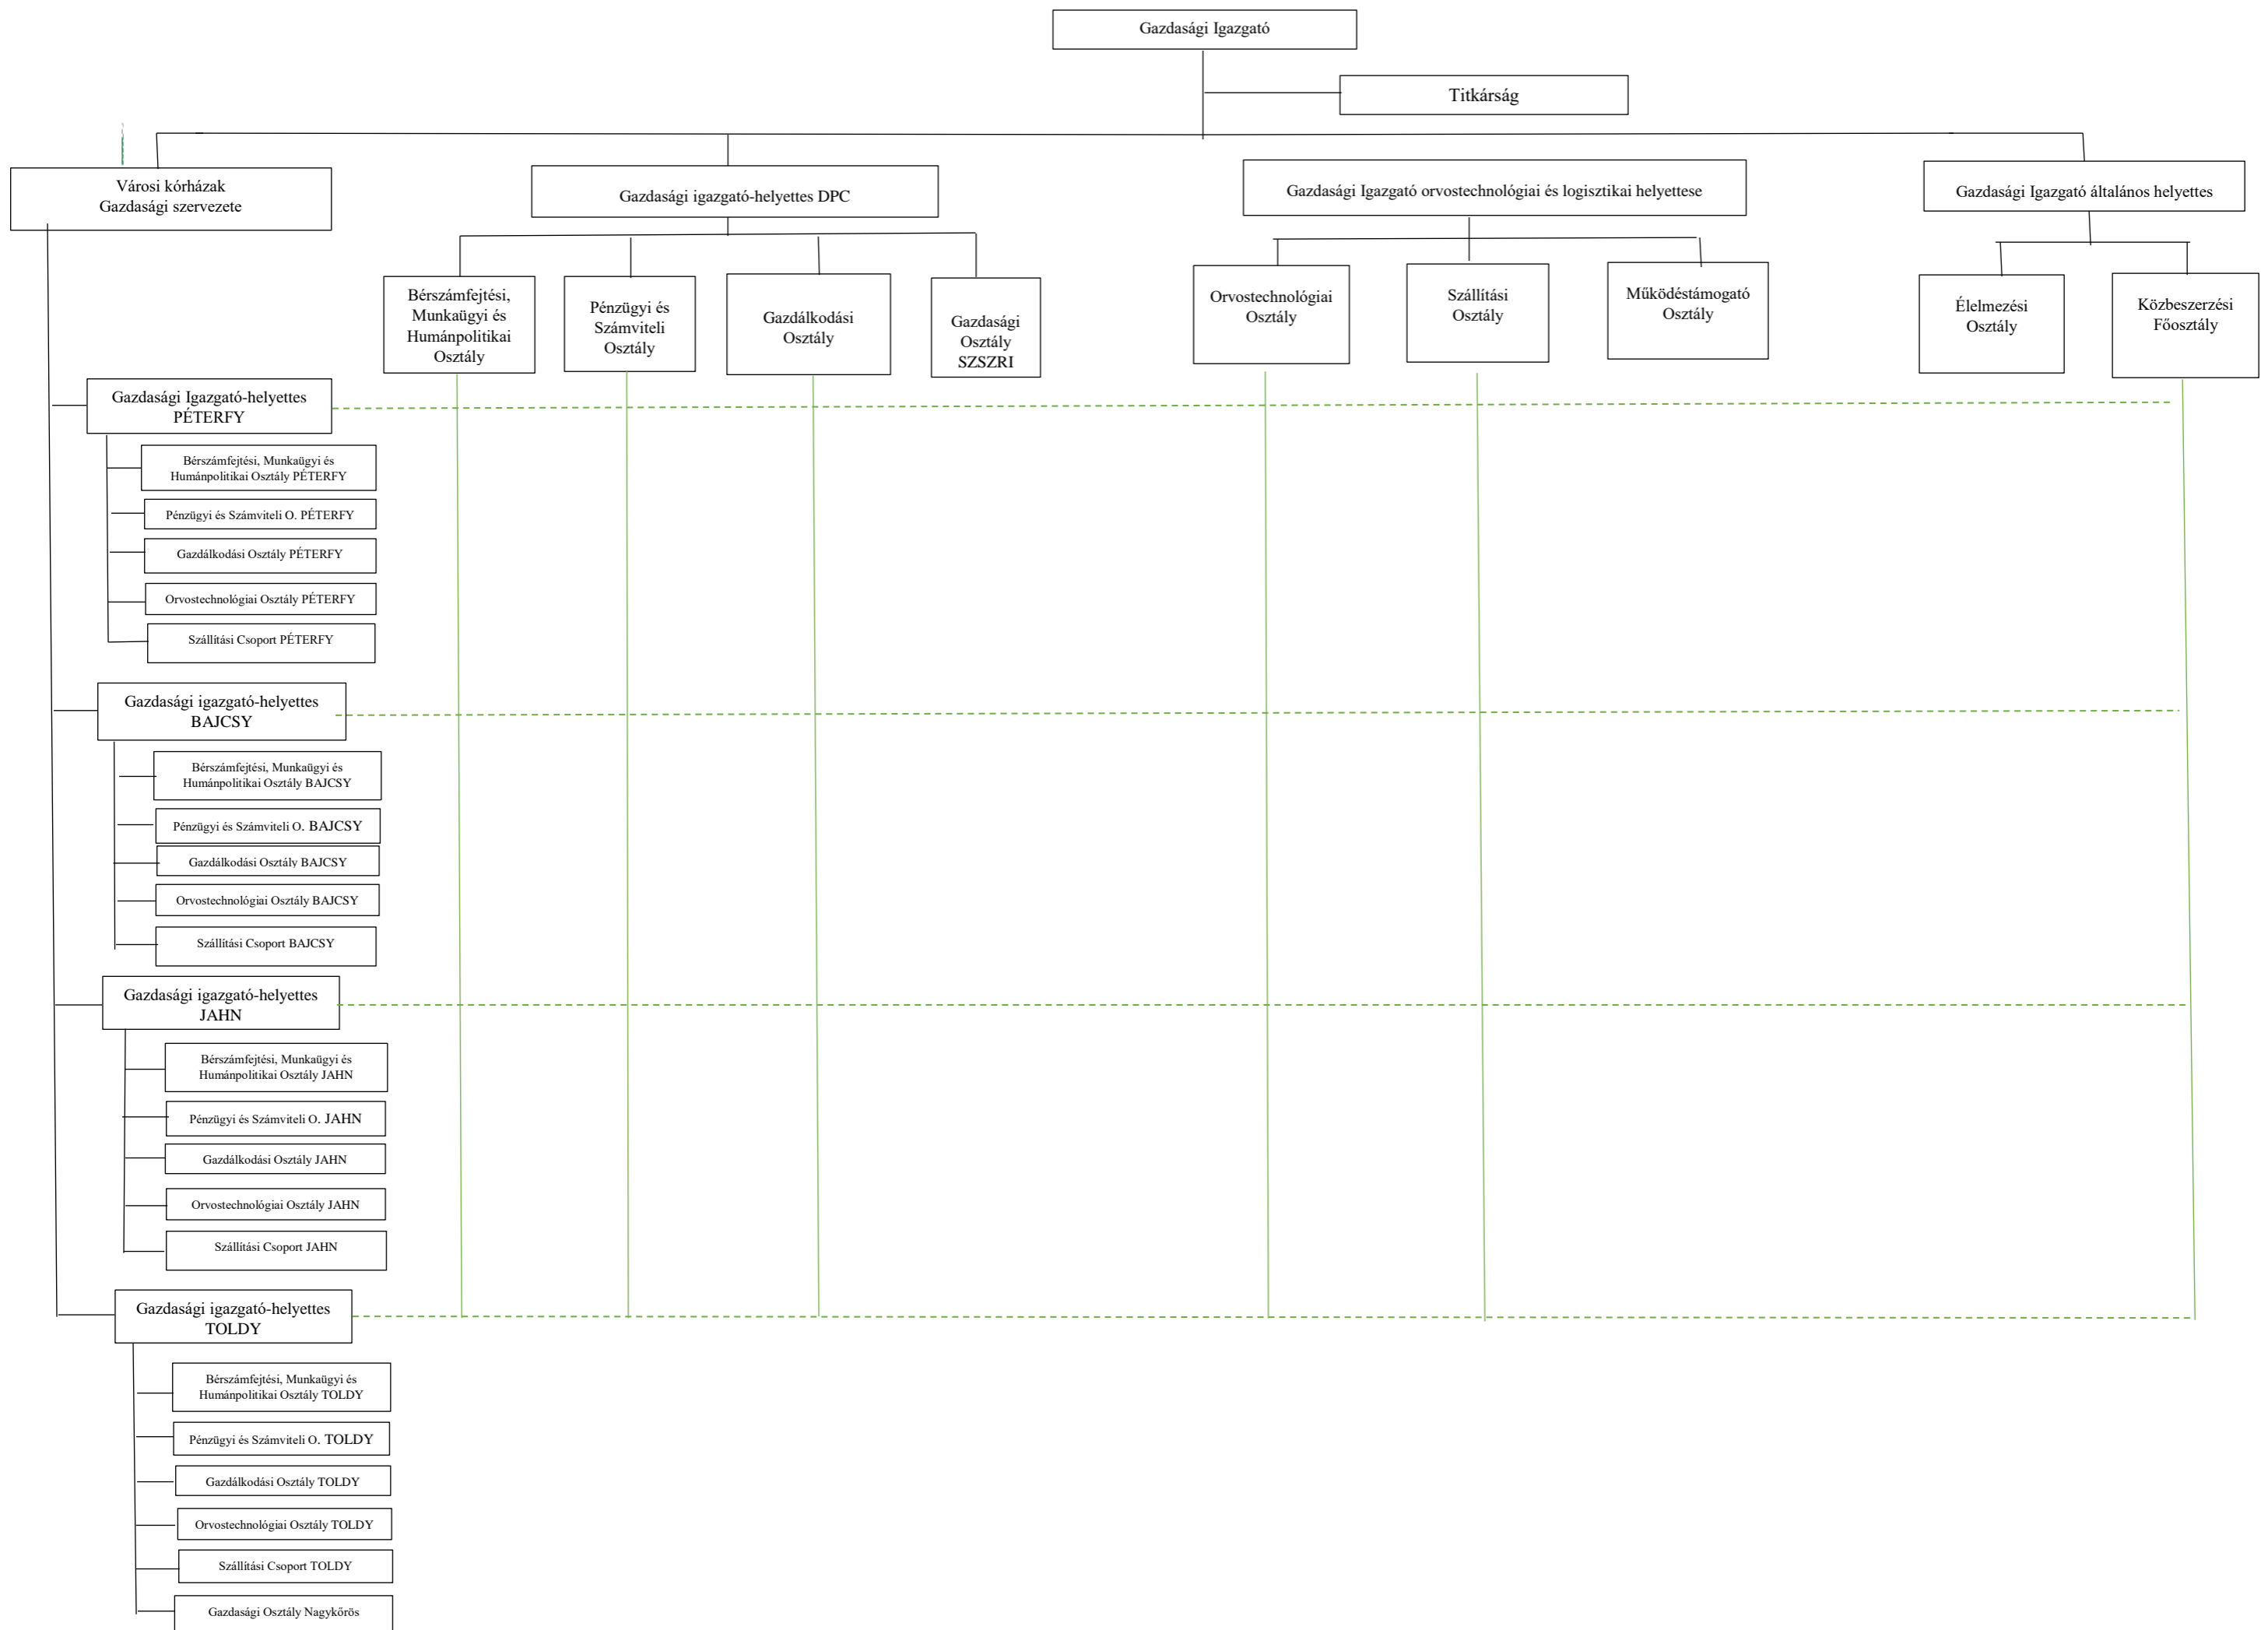 Gazdasági Igazgató
Titkárság
Városi kórházak
Gazdasági szervezete
Gazdasági igazgató-helyettes DPC
Gazdasági Igazgató orvostechnológiai és logisztikai helyettese
Gazdasági Igazgató általános helyettes
Bérszámfejtési,
Munkaügyi és
Humánpolitikai
Osztály
Pénzügyi és
Számviteli
Osztály
Gazdálkodási
Osztály
Gazdasági
Osztály
SZSZRI
Orvostechnológiai
Osztály
Szállítási
Osztály
Működéstámogató
Osztály
Élelmezési
Osztály
Közbeszerzési
Főosztály
Gazdasági Igazgató-helyettes
PÉTERFY
Bérszámfejtési, Munkaügyi és
Humánpolitikai Osztály PÉTERFY
Pénzügyi és Számviteli O. PÉTERFY
Gazdálkodási Osztály PÉTERFY
Orvostechnológiai Osztály PÉTERFY
Szállítási Csoport PÉTERFY
Gazdasági igazgató-helyettes
BAJCSY
Bérszámfejtési, Munkaügyi és
Humánpolitikai Osztály BAJCSY
Pénzügyi és Számviteli O. BAJCSY
Gazdálkodási Osztály BAJCSY
Orvostechnológiai Osztály BAJCSY
Szállítási Csoport BAJCSY
Gazdasági igazgató-helyettes
JAHN
Bérszámfejtési, Munkaügyi és
Humánpolitikai Osztály JAHN
Pénzügyi és Számviteli O. JAHN
Gazdálkodási Osztály JAHN
Orvostechnológiai Osztály JAHN
Szállítási Csoport JAHN
Gazdasági igazgató-helyettes
TOLDY
Bérszámfejtési, Munkaügyi és
Humánpolitikai Osztály TOLDY
Pénzügyi és Számviteli O. TOLDY
Gazdálkodási Osztály TOLDY
Orvostechnológiai Osztály TOLDY
Szállítási Csoport TOLDY
Gazdasági Osztály Nagykőrös